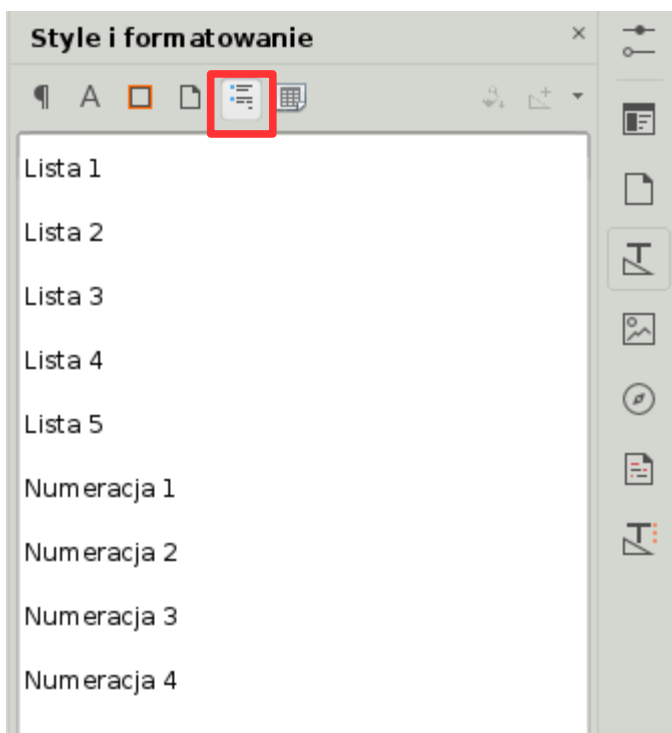 Style i formatowanie
Lista 1
Lista 2
Lista 3
Lista 4
Lista 5
Numeracja 1
Numeracja 2
Numeracja 3
Numeracja 4